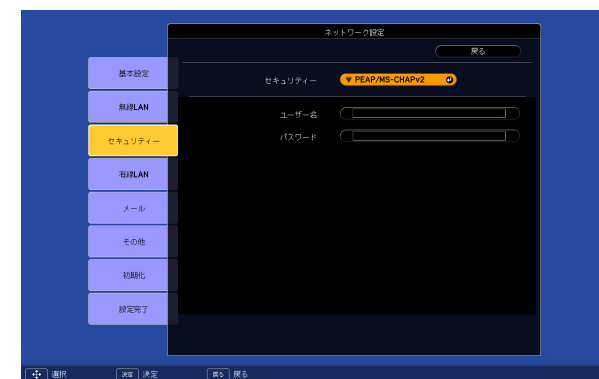 ネットワーク設定
戻る
基本設定
無線LAN
セキュリティー
有線LAN
メール
その他
初期化
設定完了
セキュリティー ▼ PEAP/MS-CHAPv2
ユーザー名
パスワード
選択 決定 決定 戻る 戻る